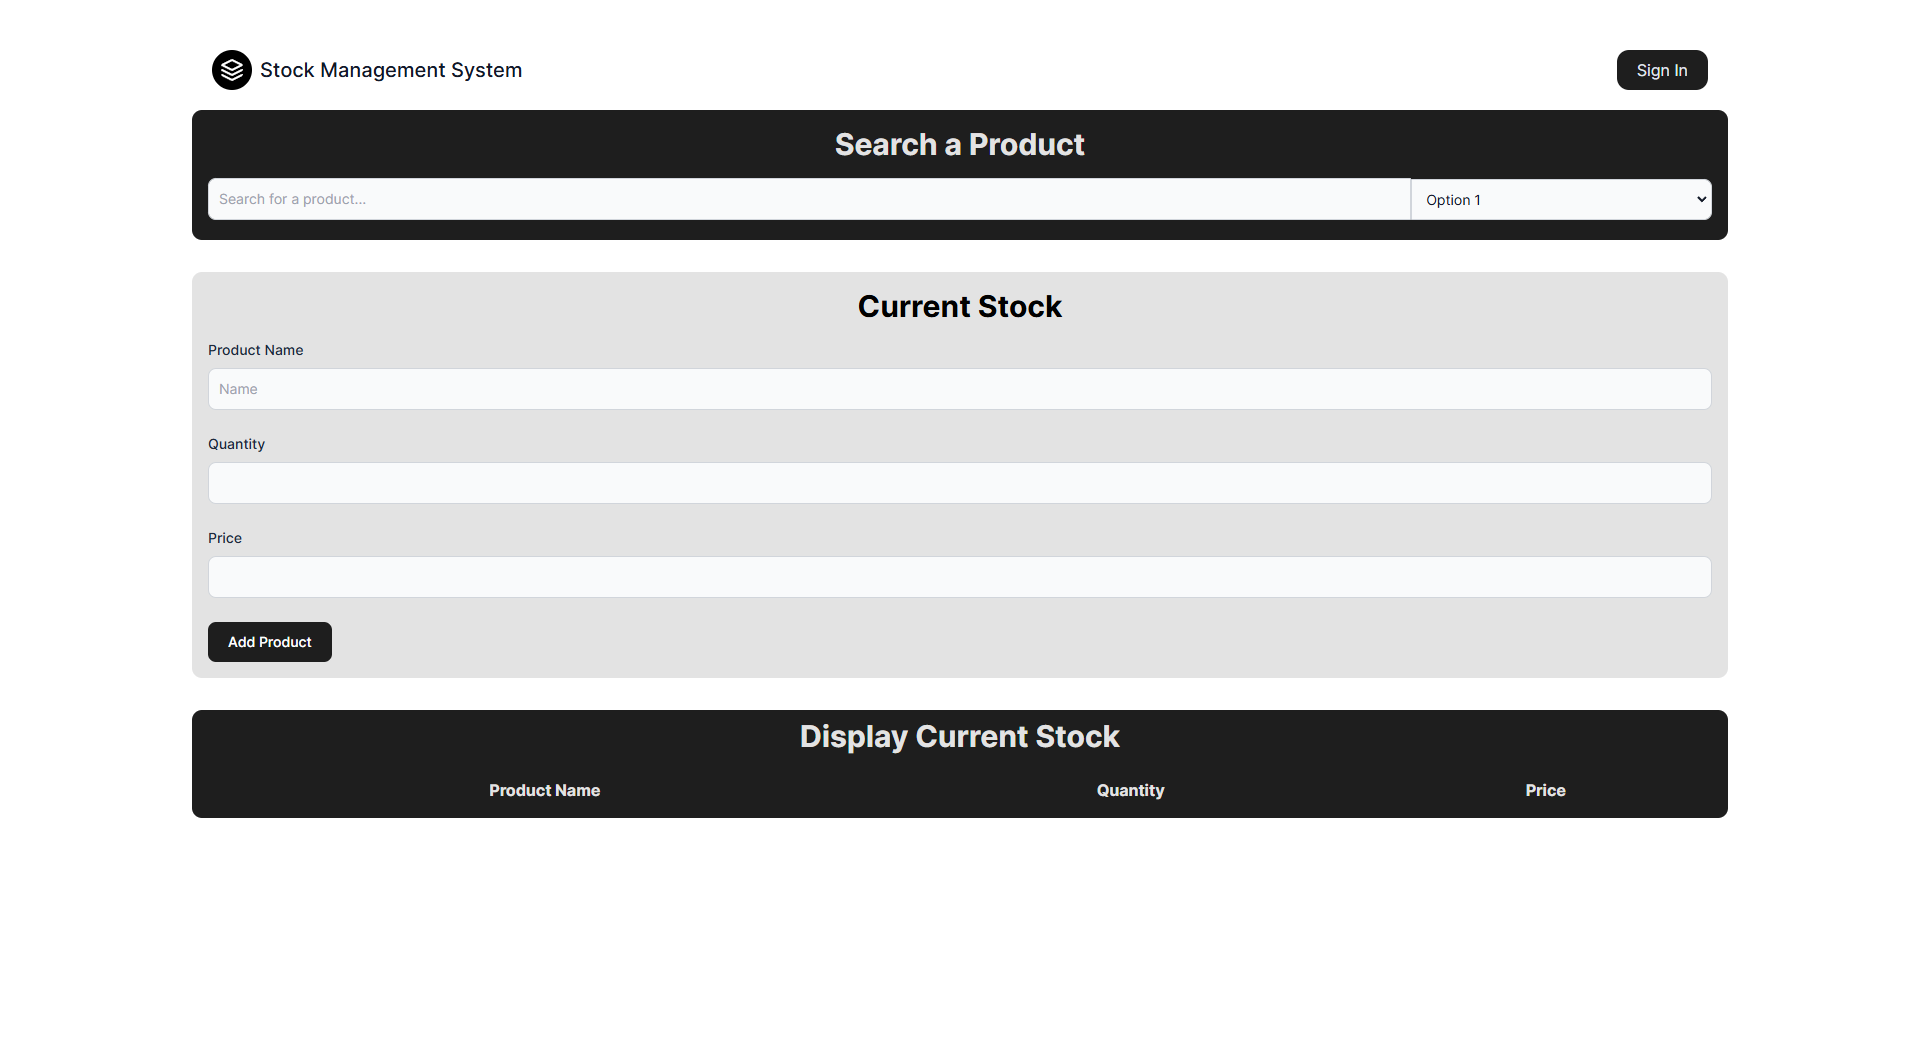 Stock Management System
Sign In
Search a Product
Search for a product...
Option 1
Current Stock
Product Name
Name
Quantity
Price
Add Product
Display Current Stock
Product Name Quantity Price